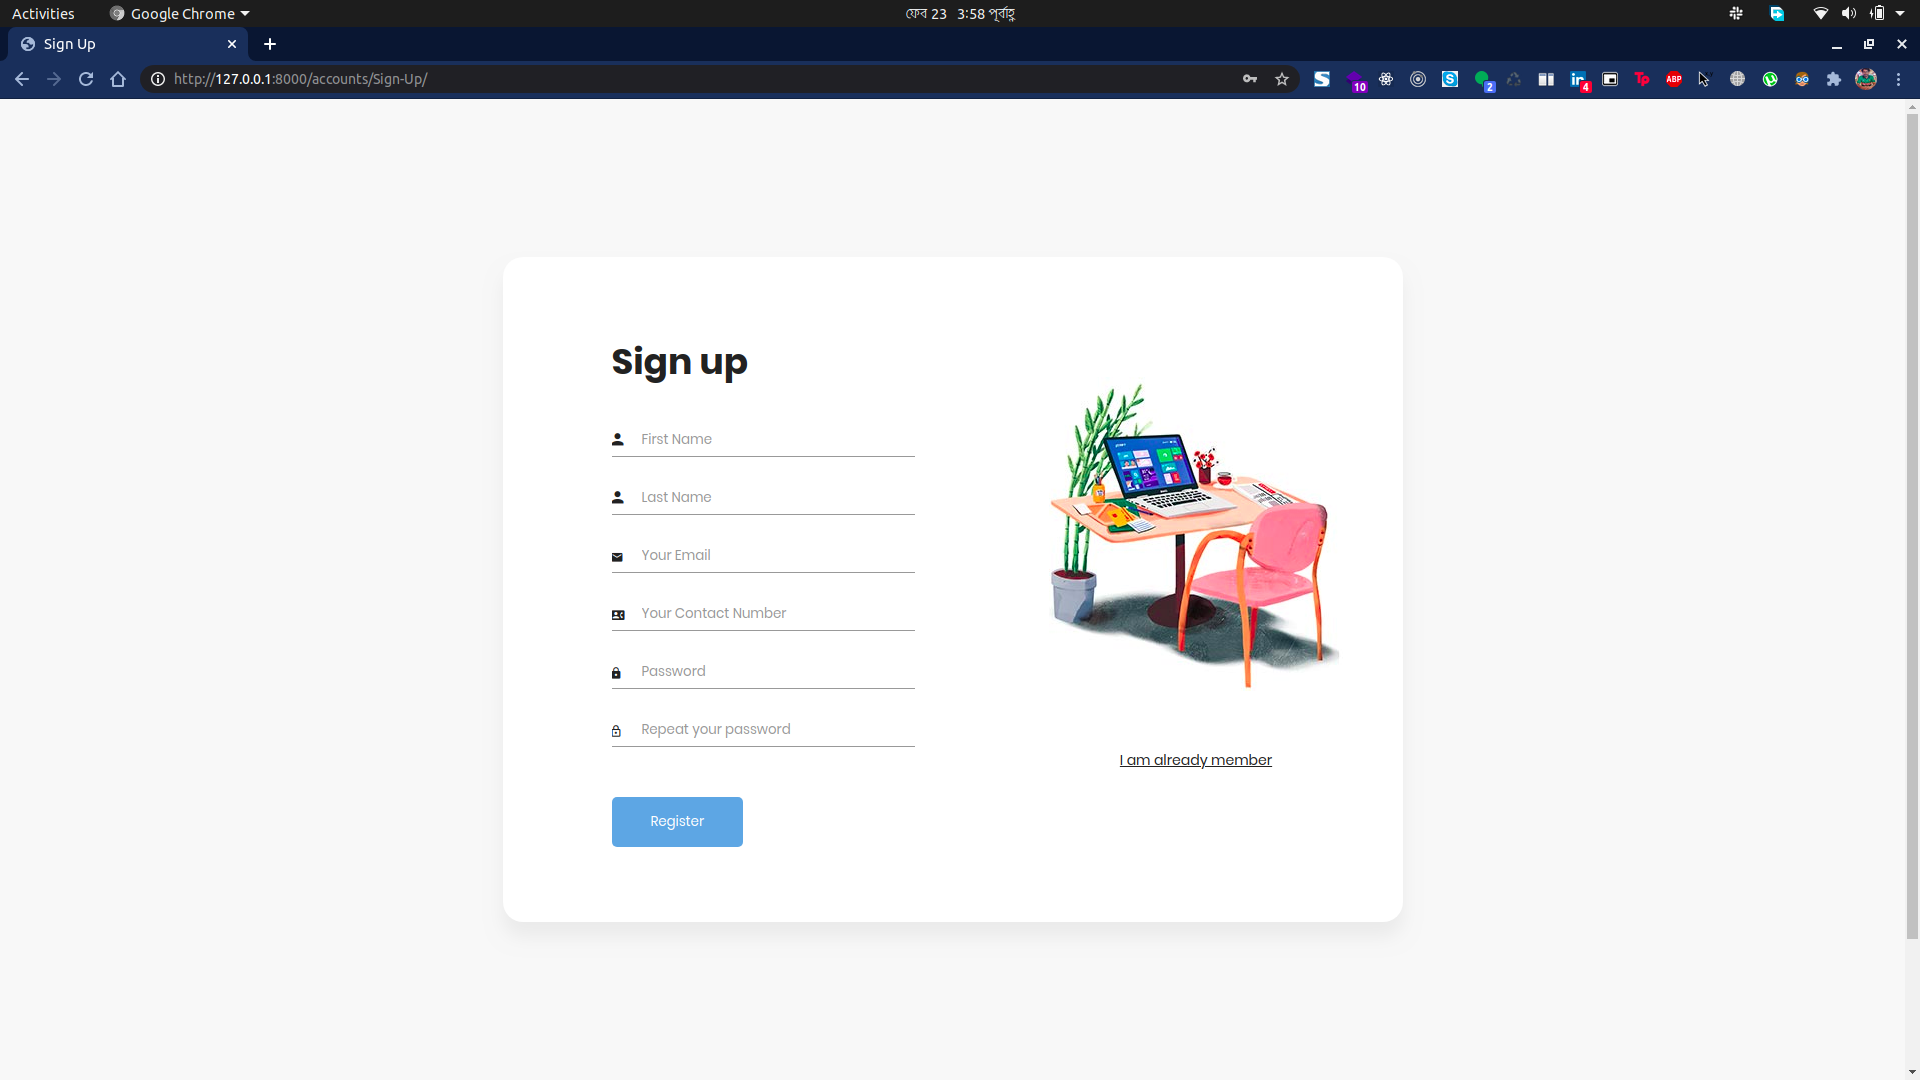 Activities
Google Chrome
ফেব 23 3:58 পূর্বাহ্ণ
Sign Up
http://127.0.0.1:8000/accounts/Sign-Up/
10
2
4
Tp
ABP
Sign up
First Name
Last Name
Your Email
Your Contact Number
Password
Repeat your password
I am already member
Register